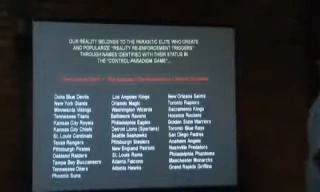 OUR REALITY BELONGS TO THE PARASITIC ELITE WHO CREATE
AND POPULARIZE "REALITY RE-ENFORCEMENT TRIGGERS"
THROUGH NAMES IDENTIFIED WITH THEIR STATUS IN
THE "CONTROL PARADIGM GAME"...
Duke Blue Devils
New York Giants
Minnesota Vikings
Tennessee Titans
Kansas City Royals
Kansas City Chiefs
St. Louis Cardinals
Texas Rangers
Pittsburgh Pirates
Oakland Raiders
Tampa Bay Buccaneers
Tennessee Oilers
Phoenix Suns
Los Angeles Kings
Orlando Magic
Washington Wizards
Baltimore Ravens
Philadelphia Eagles
Detroit Lions (Spartans)
Seattle Seahawks
Pittsburgh Steelers
New England Patriots
St. Louis Rams
Atlanta Falcons
Atlanta Hawks
New Orleans Saints
Toronto Raptors
Sacramento Kings
Houston Rockets
Golden State Warriors
Toronto Blue Rays
San Diego Padres
Anaheim Angels
Nashville Predators
Philadelphia Phantoms
Manchester Monarchs
Grand Rapids Griffins